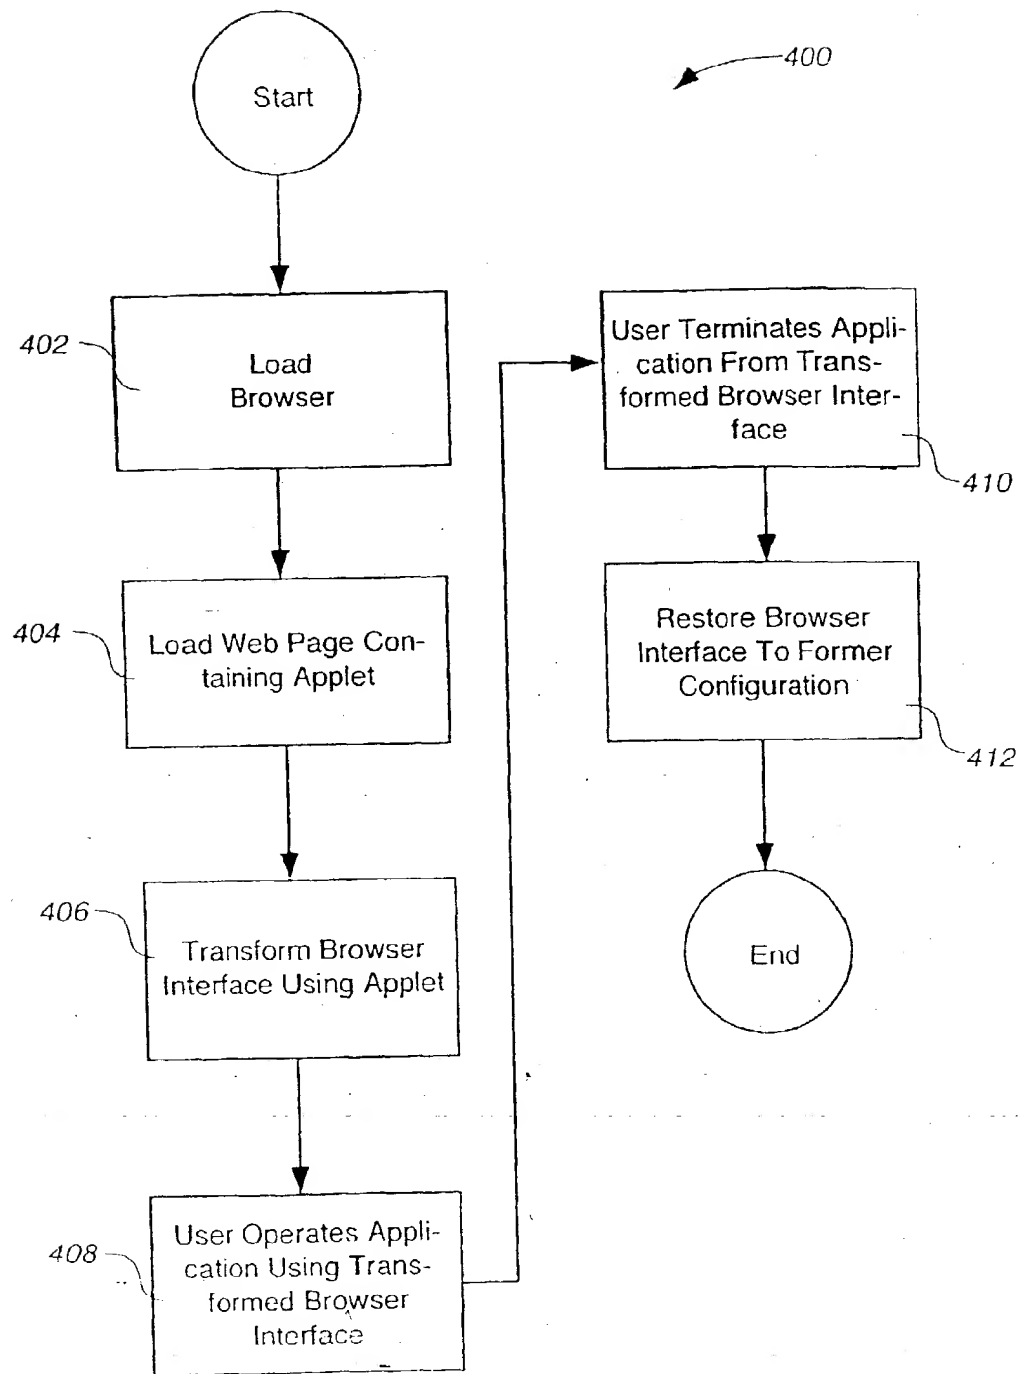 Start
400
402
Load
Browser
404
Load Web Page Con-
taining Applet
406
Transform Browser
Interface Using Applet
408
User Operates Appli-
cation Using Trans-
formed Browser
Interface
User Terminates Appli-
cation From Trans-
formed Browser Inter-
face
410
Restore Browser
Interface To Former
Configuration
412
End